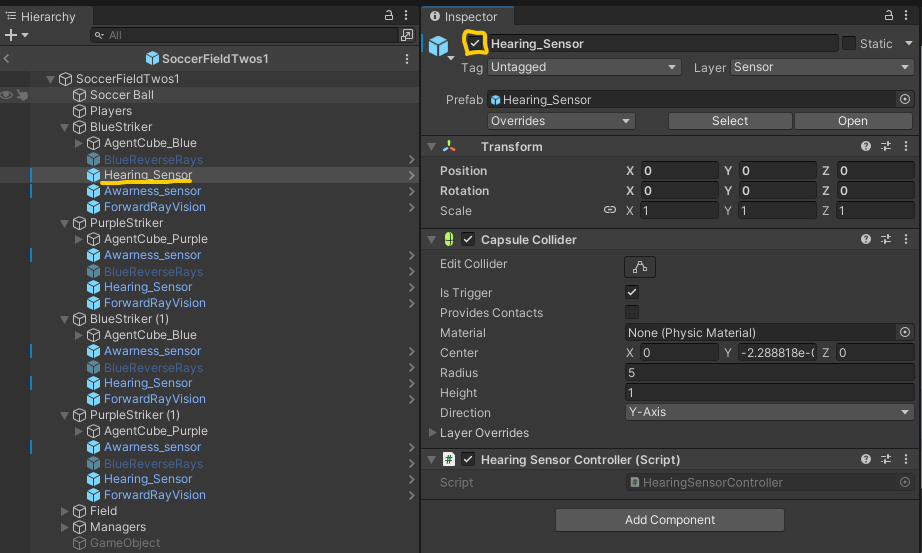 Hierarchy
All
SoccerFieldTwos1
SoccerFieldTwos1
Soccer Ball
Players
BlueStriker
AgentCube_Blue
BlueReverseRays
Hearing_Sensor
Awarness_sensor
ForwardRayVision
PurpleStriker
AgentCube_Purple
Awarness_sensor
BlueReverseRays
Hearing_Sensor
ForwardRayVision
BlueStriker (1)
AgentCube_Blue
Awarness_sensor
BlueReverseRays
Hearing_Sensor
ForwardRayVision
PurpleStriker (1)
AgentCube_Purple
Awarness_sensor
BlueReverseRays
Hearing_Sensor
ForwardRayVision
Field
Managers
GameObject
Inspector
Hearing_Sensor Static
Tag Untagged Layer Sensor
Prefab Hearing_Sensor
Overrides Select Open
Transform
Position X 0 Y 0 Z 0
Rotation X 0 Y 0 Z 0
Scale X 1 Y 1 Z 1
Capsule Collider
Edit Collider
Is Trigger
Provides Contacts
Material None (Physic Material)
Center X 0 Y -2.288818e-0 Z 0
Radius 5
Height 1
Direction Y-Axis
Layer Overrides
# Hearing Sensor Controller (Script)
Script # HearingSensorController
Add Component